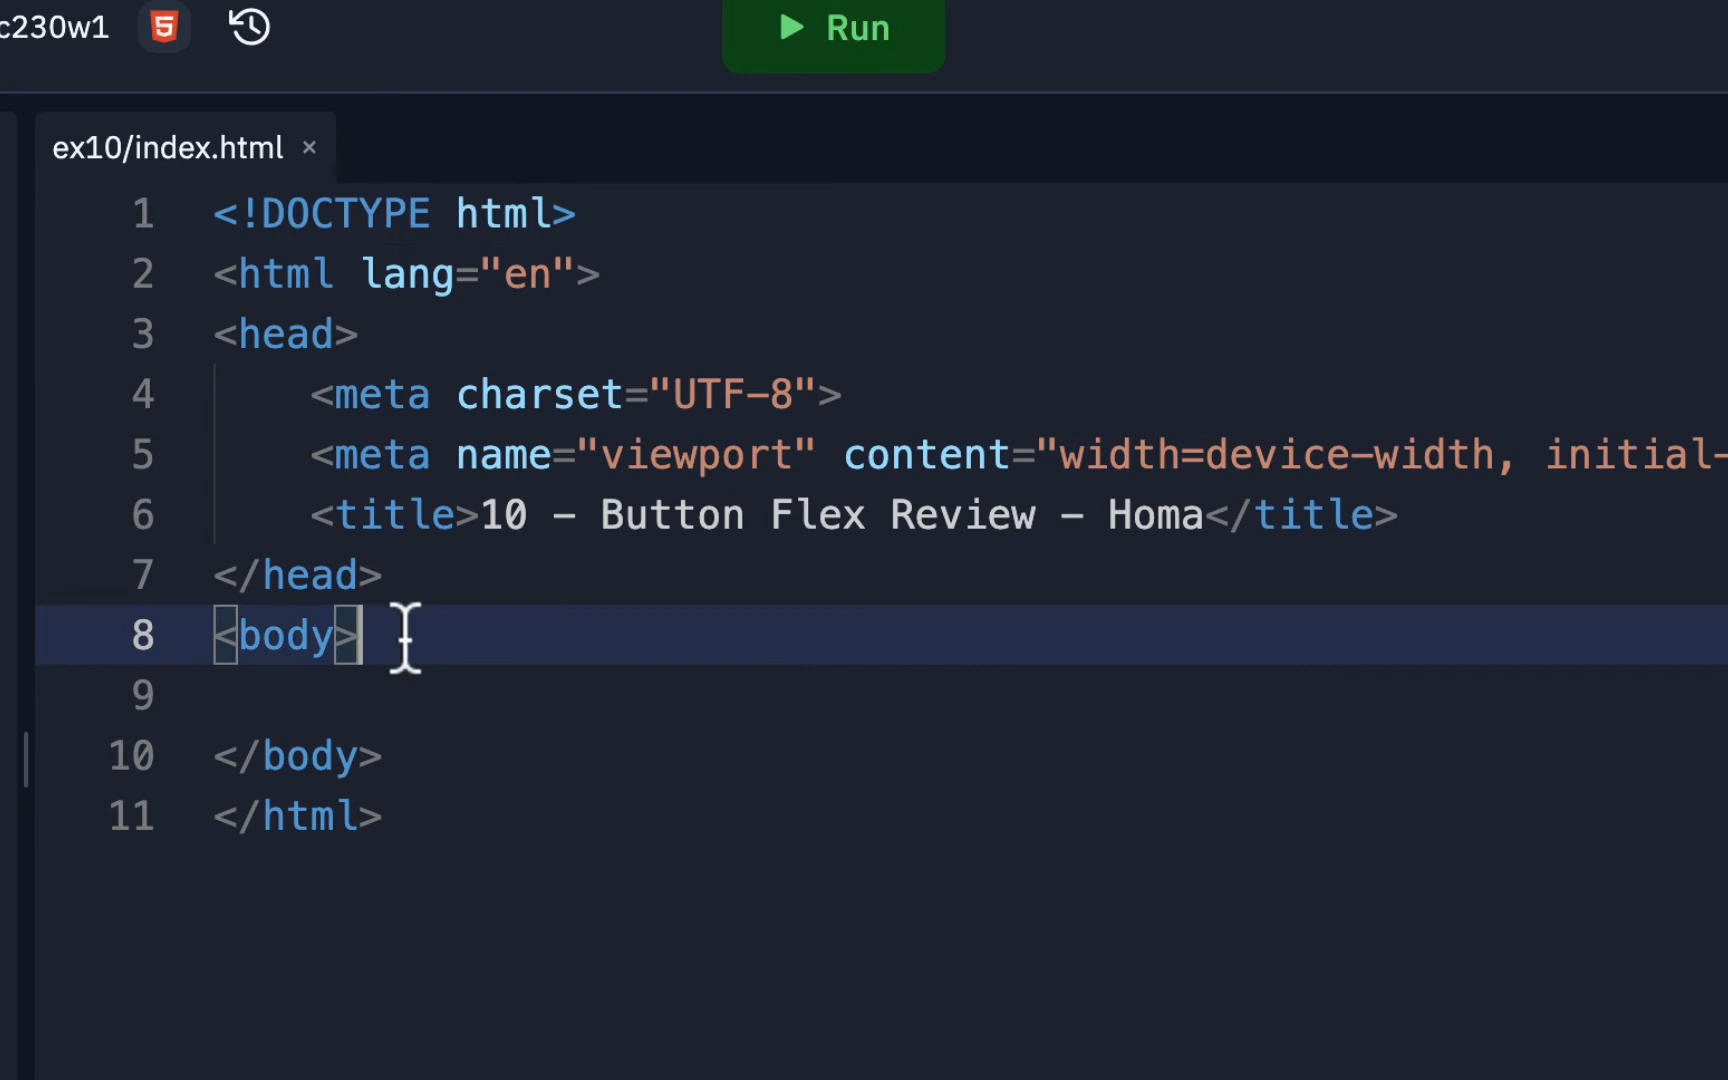 c230w1
Run
ex10/index.html ×
1 <!DOCTYPE html>
2 <html lang="en">
3 <head>
4 <meta charset="UTF-8">
5 <meta name="viewport" content="width=device-width, initial-
6 <title>10 - Button Flex Review - Homa</title>
7 </head>
8 <body>
9
10 </body>
11 </html>